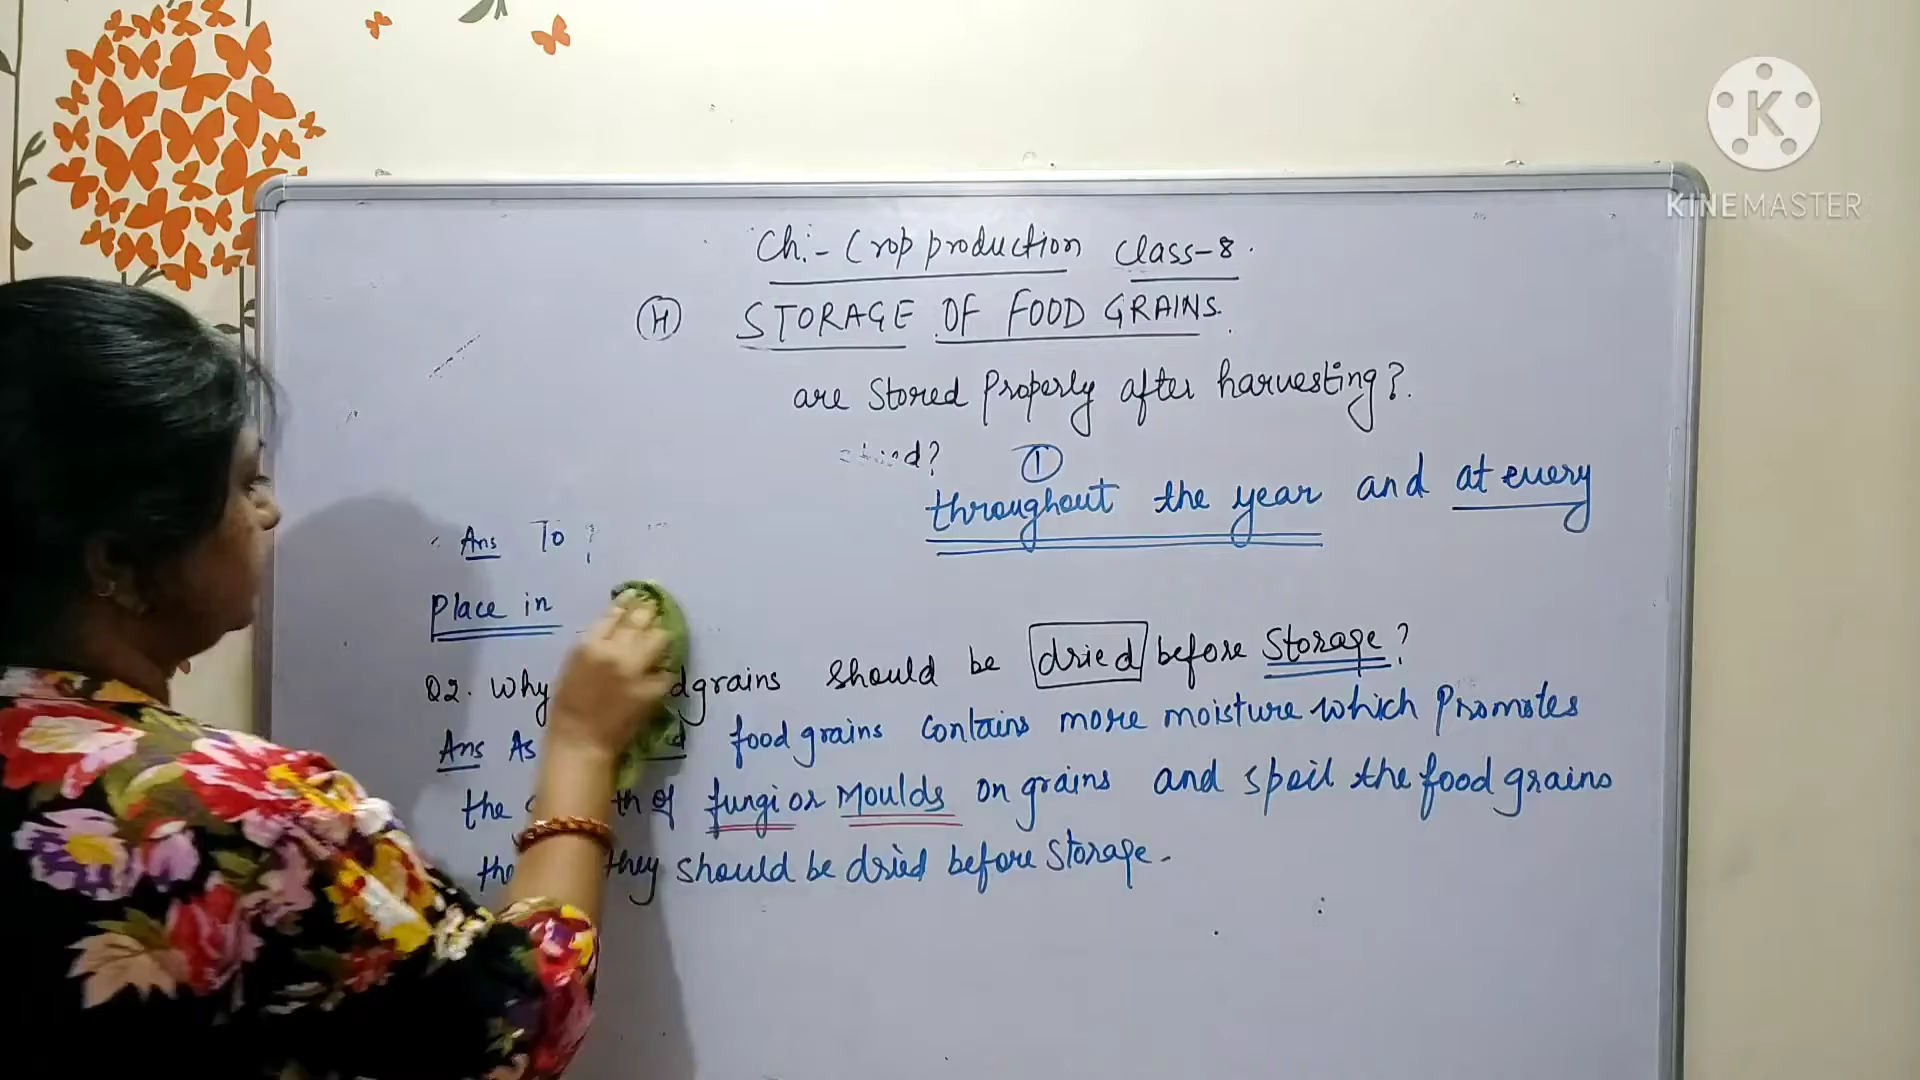 Ch:- Crop production Class-8.
H STORAGE OF FOOD GRAINS.
are Stored Properly after harvesting?
1
throughout the year and at every
Ans To
Place in
Q2. Why dgrains should be dried before Storage?
Ans As food grains contains more moisture which Promotes
the th of fungi or Moulds on grains and spoil the food grains
they should be dried before Storage.
K
KINEMASTER